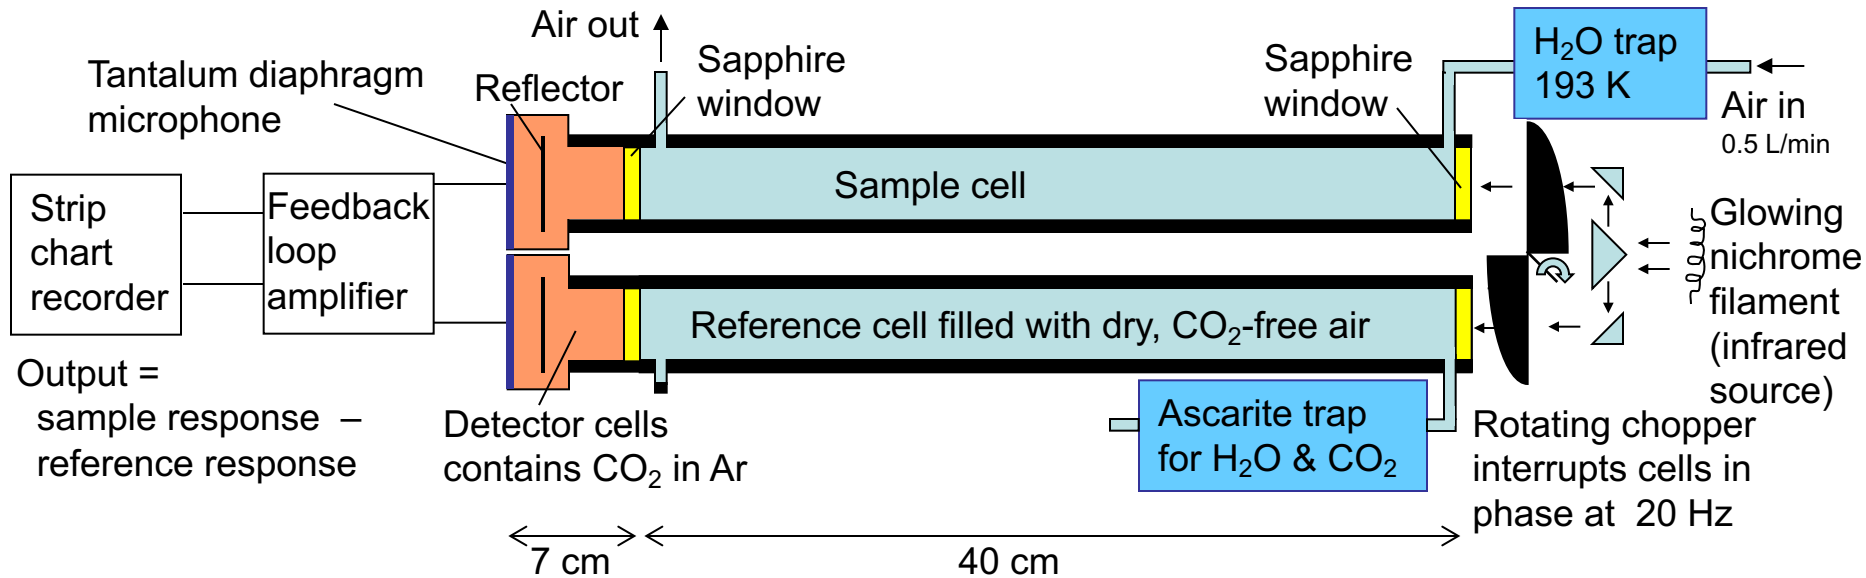 Air out
Tantalum diaphragm
microphone
Reflector
Sapphire
window
Sapphire
window
H₂O trap
193 K
Air in
0.5 L/min
Strip
chart
recorder
Feedback
loop
amplifier
Sample cell
Glowing
nichrome
filament
(infrared
source)
Reference cell filled with dry, CO₂-free air
Output =
sample response –
reference response
Detector cells
contains CO₂ in Ar
Ascarite trap
for H₂O & CO₂
Rotating chopper
interrupts cells in
phase at 20 Hz
7 cm
40 cm